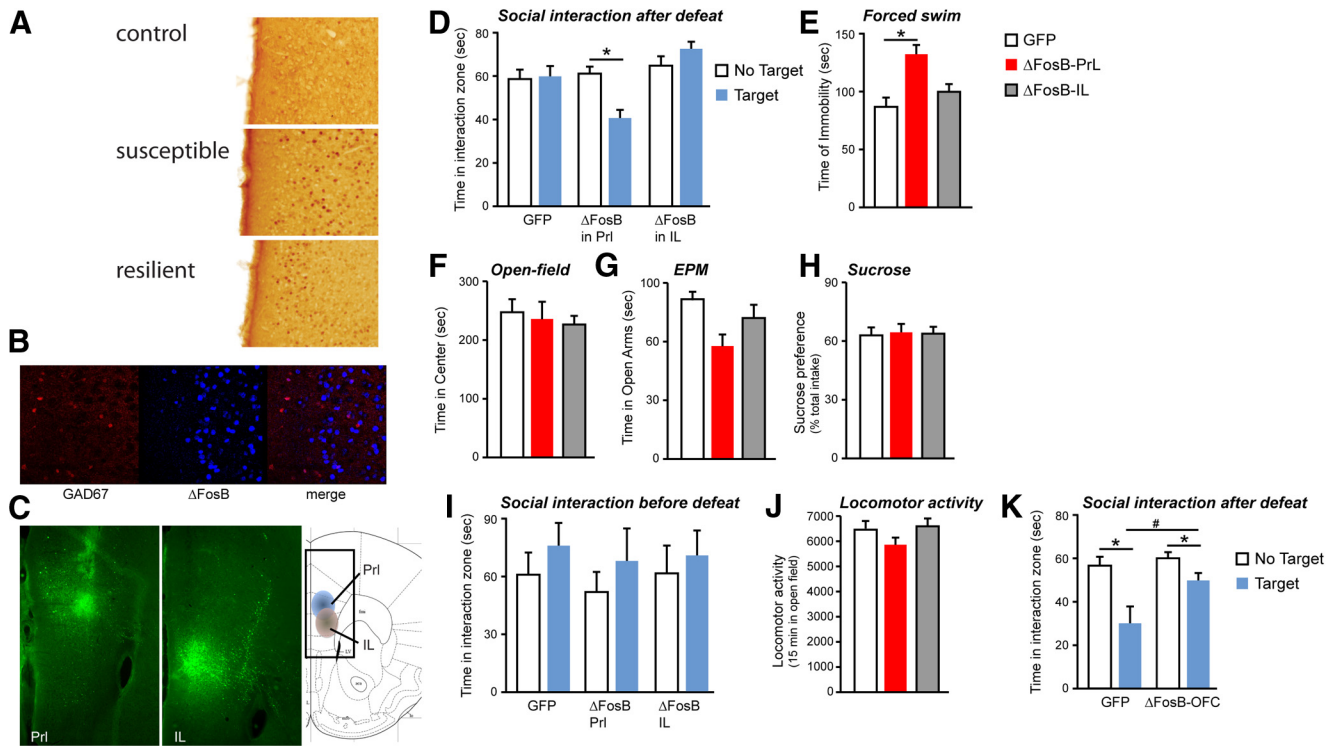 A
control
susceptible
resilient
B
GAD67
ΔFosB
merge
C
Prl
IL
Prl
IL
LV
D
Social interaction after defeat
Time in interaction zone (sec)
80
60
40
20
0
*
GFP
ΔFosB
in Prl
ΔFosB
in IL
No Target
Target
E
Forced swim
Time of Immobility (sec)
150
100
50
0
*
GFP
ΔFosB-PrL
ΔFosB-IL
F
Open-field
Time in Center (sec)
300
200
100
0
G
EPM
Time in Open Arms (sec)
90
60
30
0
H
Sucrose
Sucrose preference
(% total intake)
90
60
30
0
I
Social interaction before defeat
Time in interaction zone (sec)
90
60
30
0
GFP
ΔFosB
Prl
ΔFosB
IL
J
Locomotor activity
Locomotor activity
(15 min in open field)
7000
6000
5000
4000
3000
2000
1000
0
K
Social interaction after defeat
Time in interaction zone (sec)
80
60
40
20
0
#
*
*
GFP
ΔFosB-OFC
No Target
Target